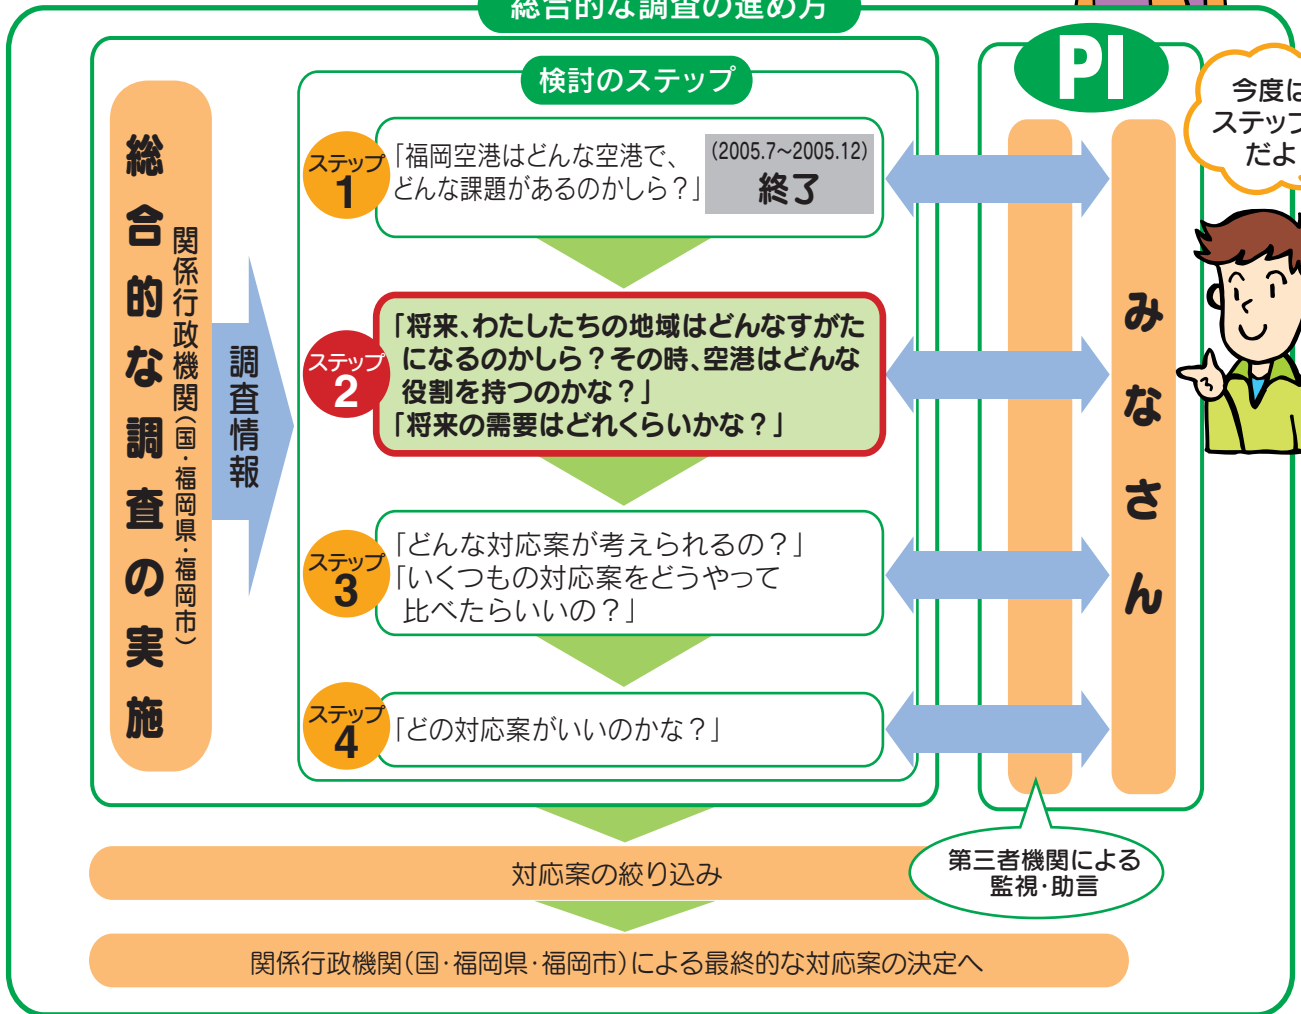 総合的な調査の進め方
検討のステップ
PI
今度は
ステップ
だよ
総合的な調査の実施
関係行政機関(国・福岡県・福岡市)
調査情報
ステップ
1
「福岡空港はどんな空港で、
どんな課題があるのかしら?」
(2005.7~2005.12)
終了
ステップ
2
「将来、わたしたちの地域はどんなすがた
になるのかしら?その時、空港はどんな
役割を持つのかな?」
「将来の需要はどれくらいかな?」
ステップ
3
「どんな対応案が考えられるの?」
「いくつもの対応案をどうやって
比べたらいいの?」
ステップ
4
「どの対応案がいいのかな?」
みなさん
第三者機関による
監視・助言
対応案の絞り込み
関係行政機関(国・福岡県・福岡市)による最終的な対応案の決定へ